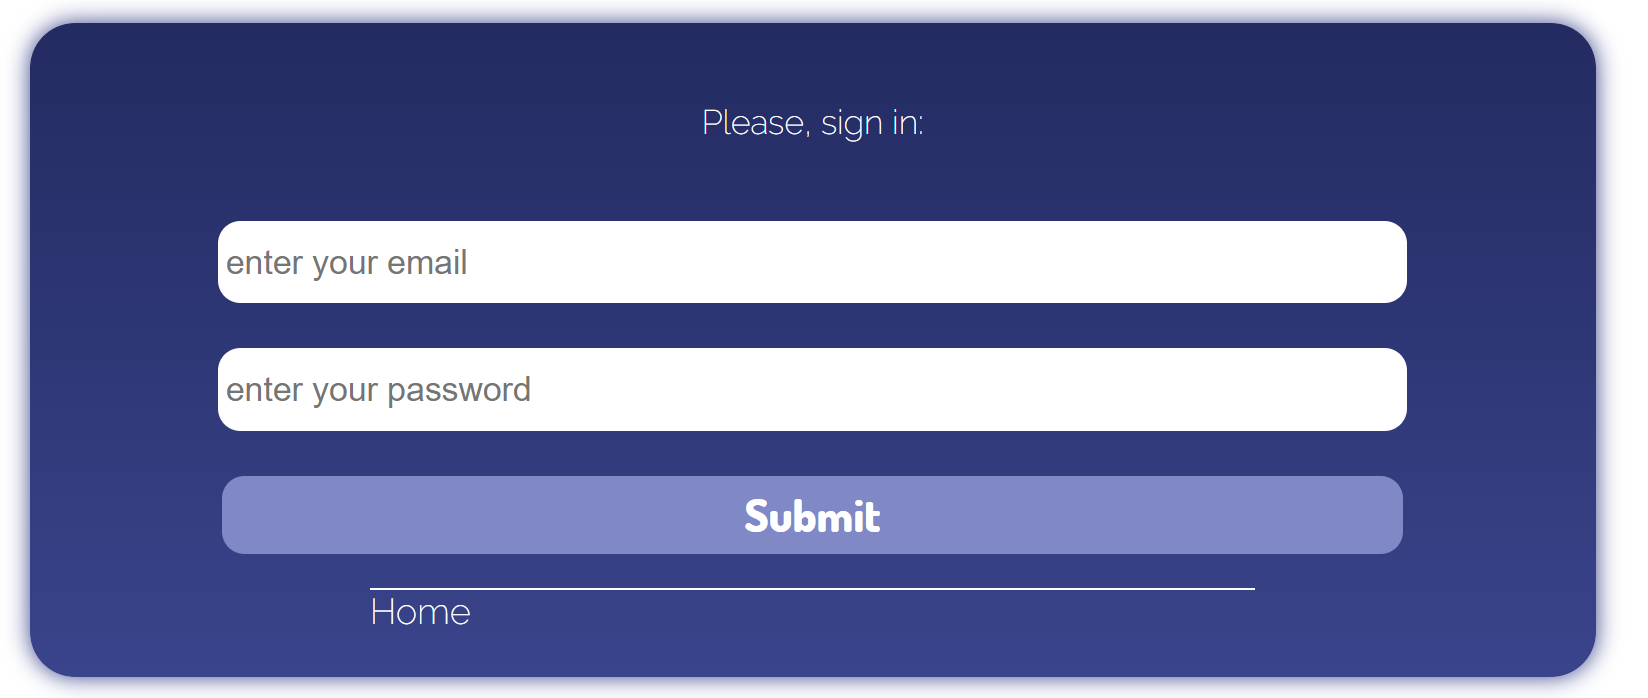 Please, sign in:
enter your email
enter your password
Submit
Home